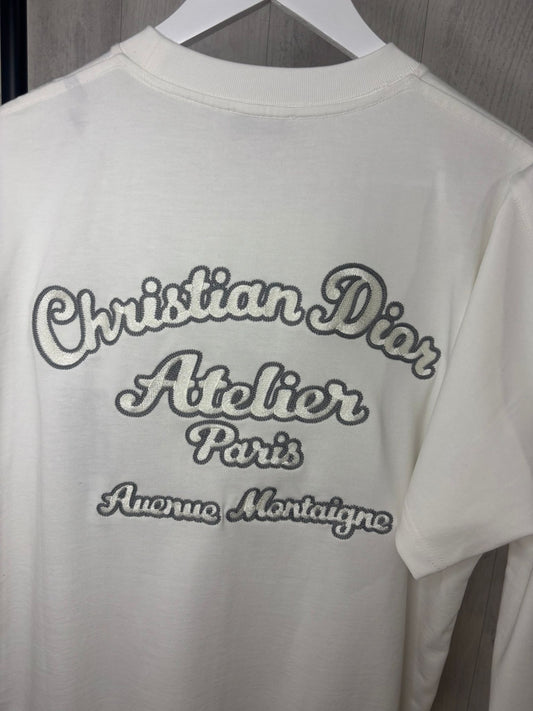 Christian Dior
Atelier
Paris
Avenue Montaigne